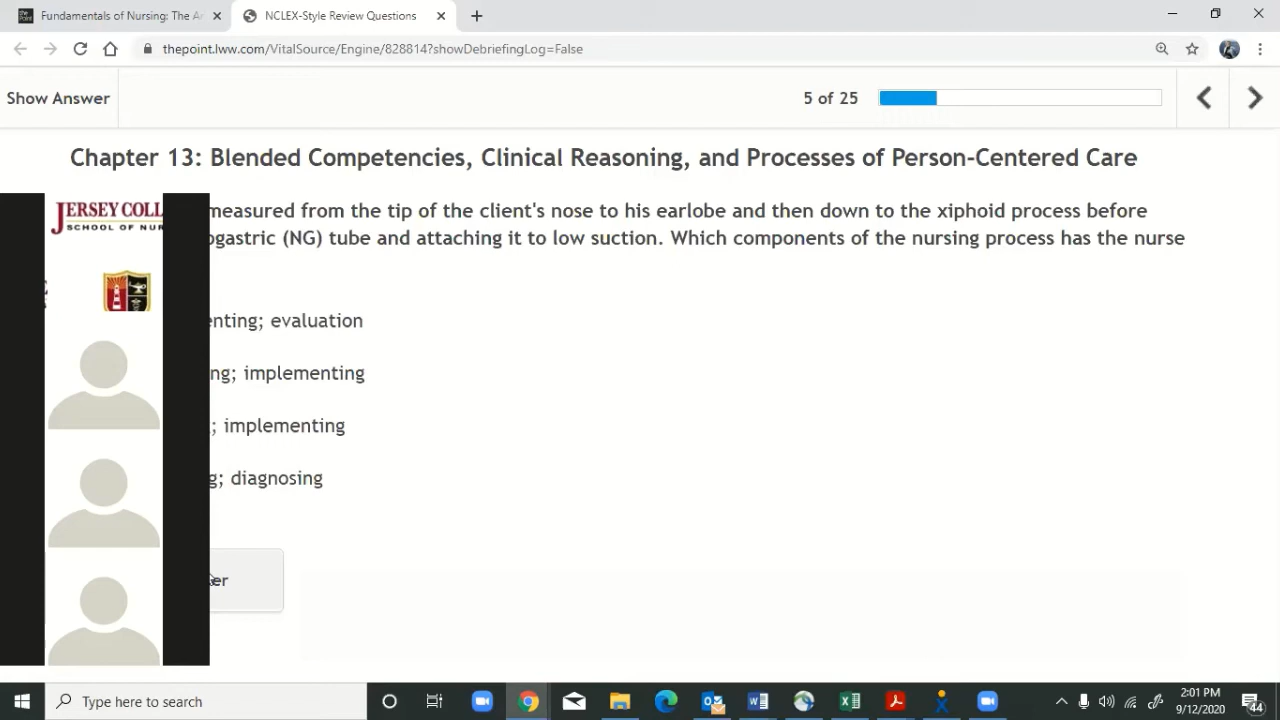 Fundamentals of Nursing: The A
NCLEX-Style Review Questions
thepoint.lww.com/VitalSource/Engine/828814?showDebriefingLog=False
Show Answer
5 of 25
Chapter 13: Blended Competencies, Clinical Reasoning, and Processes of Person-Centered Care
JERSEY COLL
SCHOOL OF NUR
measured from the tip of the client's nose to his earlobe and then down to the xiphoid process before
ogastric (NG) tube and attaching it to low suction. Which components of the nursing process has the nurse
enting; evaluation
ng; implementing
; implementing
g; diagnosing
er
Type here to search
2:01 PM
9/12/2020
44